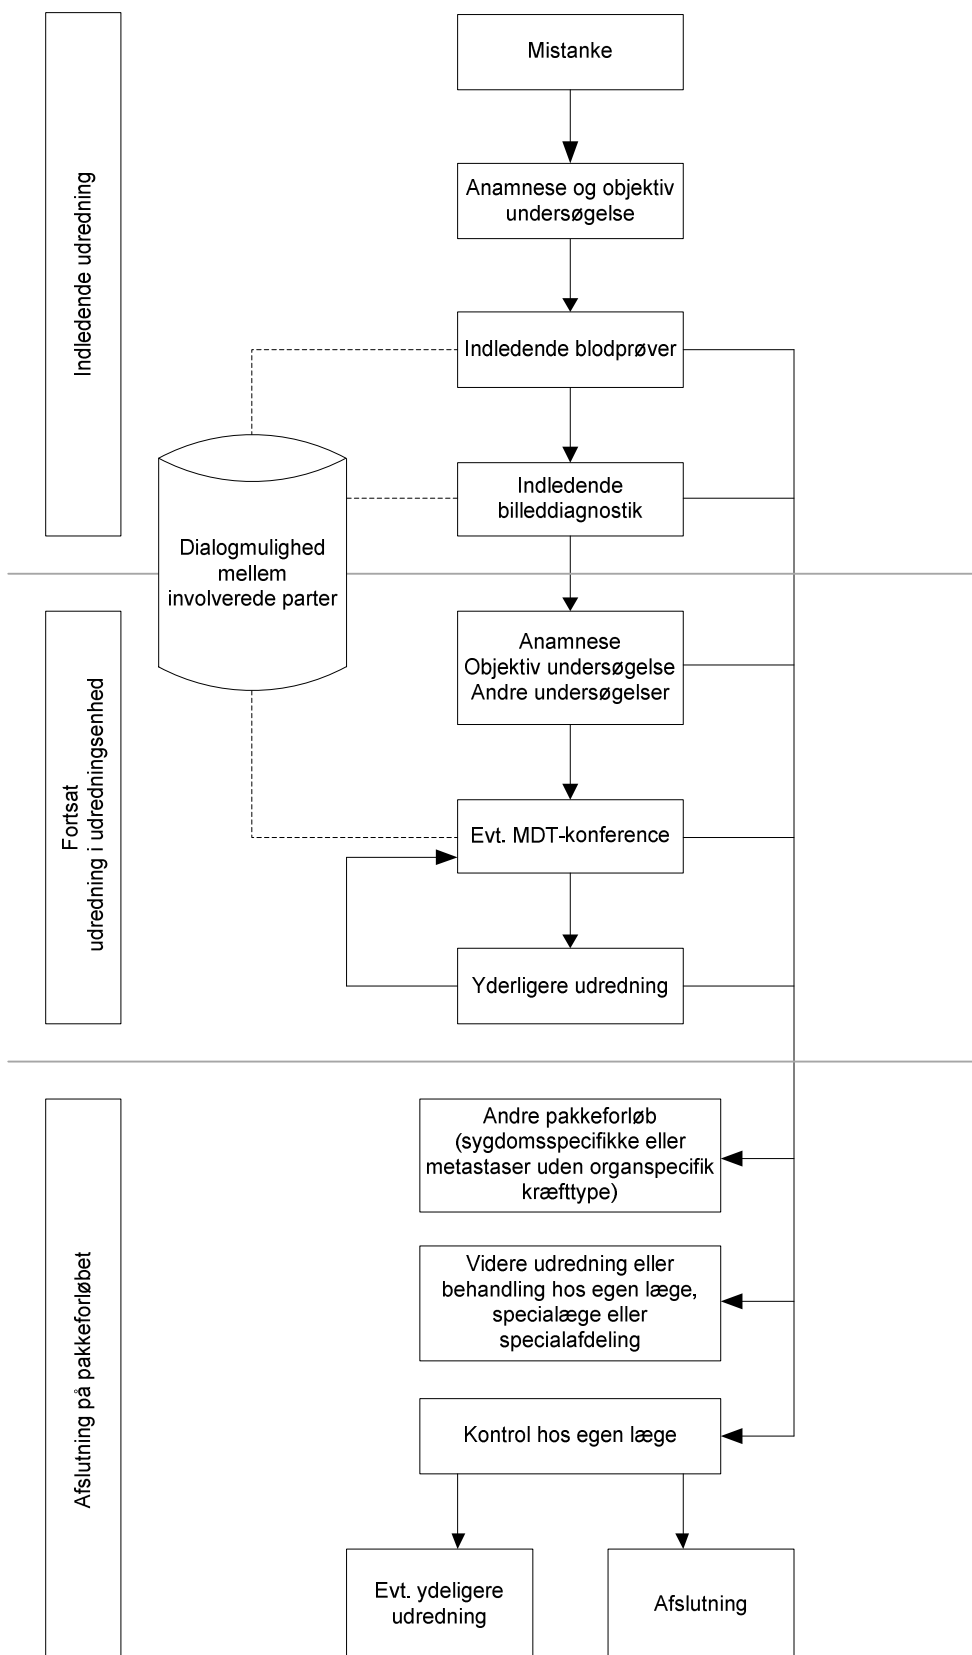 Indledende udredning
Mistanke
Anamnese og objektiv
undersøgelse
Indledende blodprøver
Indledende
billeddiagnostik
Dialogmulighed
mellem
involverede parter
Fortsat
udredning i udredningsenhed
Anamnese
Objektiv undersøgelse
Andre undersøgelser
Evt. MDT-konference
Yderligere udredning
Afslutning på pakkeforløbet
Andre pakkeforløb
(sygdomsspecifikke eller
metastaser uden organspecifik
kræfttype)
Videre udredning eller
behandling hos egen læge,
specialæge eller
specialafdeling
Kontrol hos egen læge
Evt. ydeligere
udredning
Afslutning